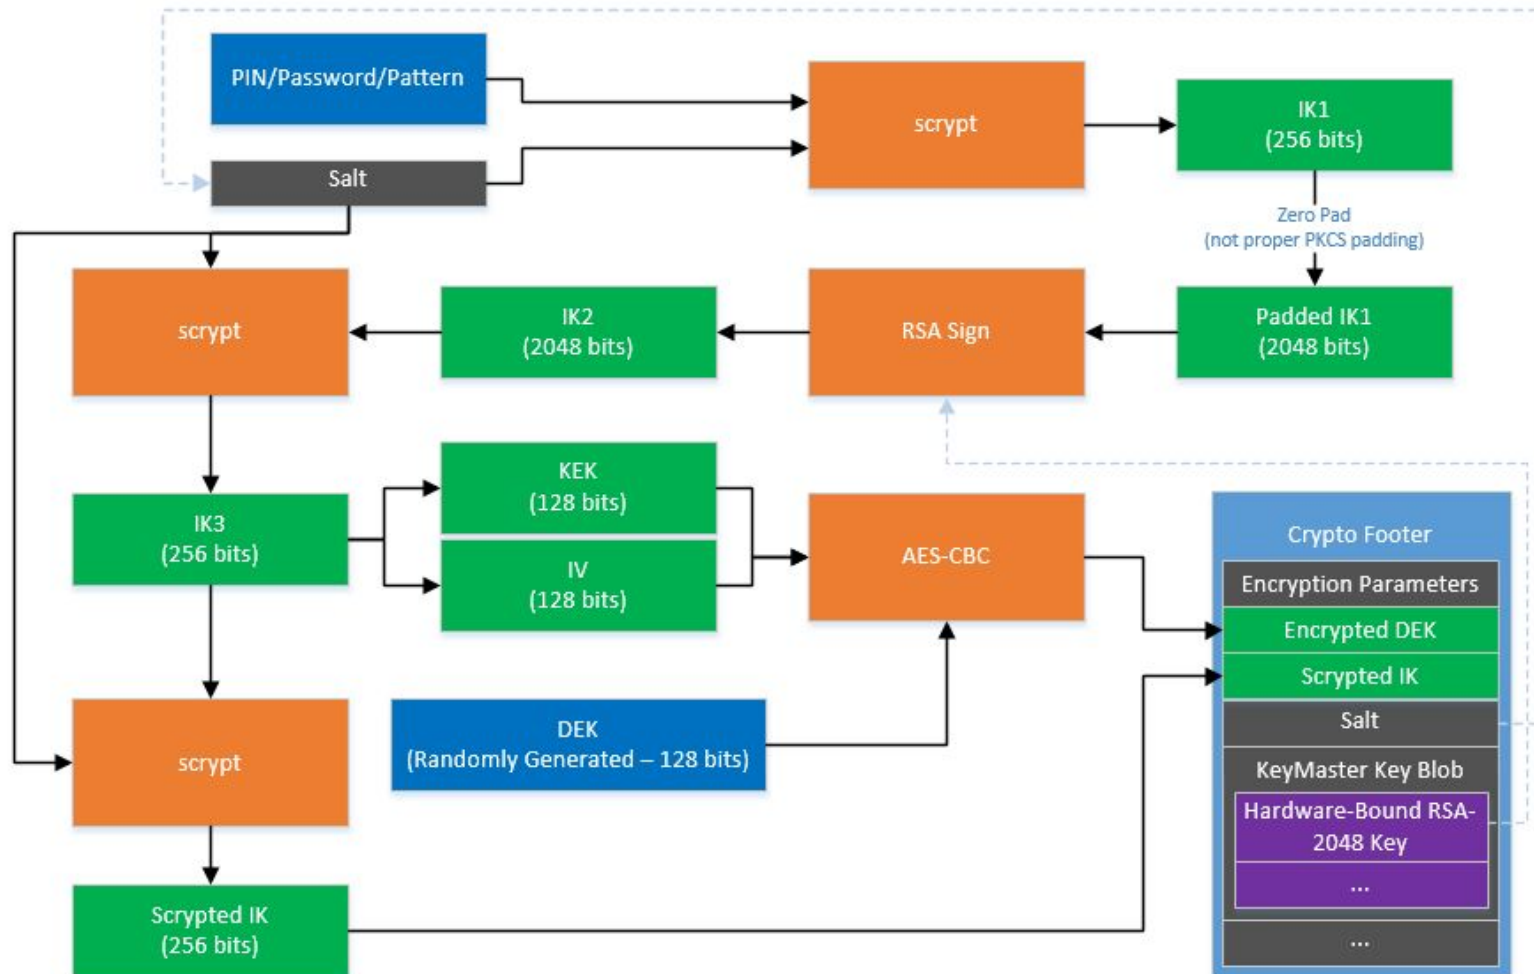 PIN/Password/Pattern
scrypt
IK1
(256 bits)
Salt
Zero Pad
(not proper PKCS padding)
scrypt
IK2
(2048 bits)
RSA Sign
Padded IK1
(2048 bits)
KEK
(128 bits)
IK3
(256 bits)
IV
(128 bits)
AES-CBC
Crypto Footer
Encryption Parameters
Encrypted DEK
Scrypted IK
Salt
KeyMaster Key Blob
Hardware-Bound RSA-
2048 Key
...
...
scrypt
DEK
(Randomly Generated – 128 bits)
Scrypted IK
(256 bits)